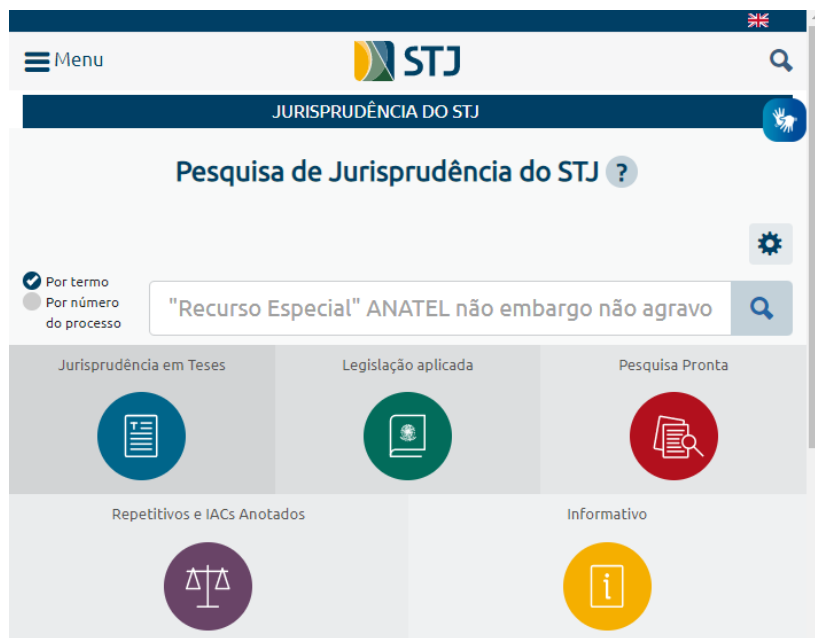 Menu
STJ
JURISPRUDÊNCIA DO STJ
Pesquisa de Jurisprudência do STJ ?
Por termo
Por número
do processo
"Recurso Especial" ANATEL não embargo não agravo
Jurisprudência em Teses
Legislação aplicada
Pesquisa Pronta
Repetitivos e IACs Anotados
Informativo